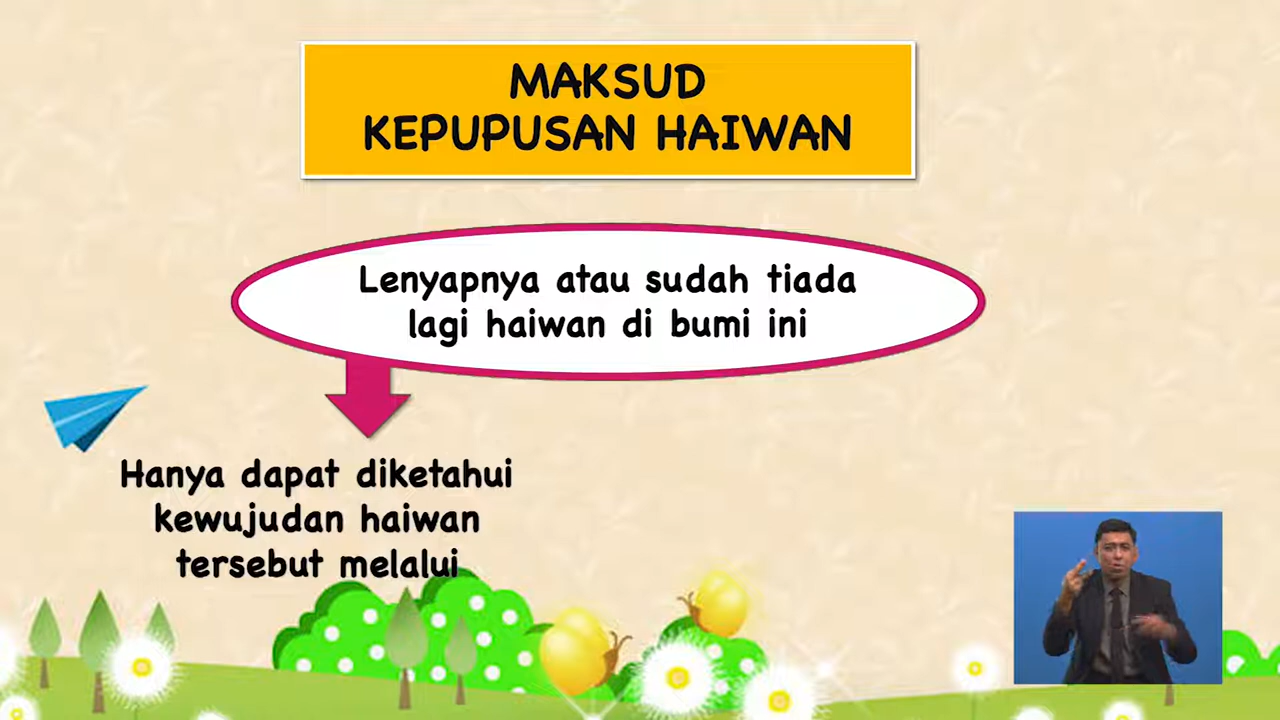 MAKSUD
KEPUPUSAN HAIWAN
Lenyapnya atau sudah tiada
lagi haiwan di bumi ini
Hanya dapat diketahui
kewujudan haiwan
tersebut melalui